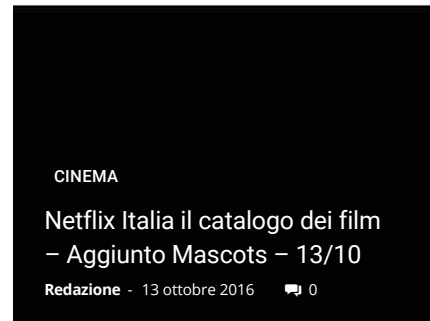 CINEMA
Netflix Italia il catalogo dei film
– Aggiunto Mascots – 13/10
Redazione - 13 ottobre 2016 0